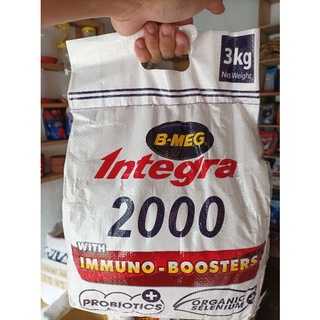 3kg
Net Weight
B-MEG
Integra
2000
WITH
IMMUNO-BOOSTERS
PROBIOTICS
ORGANIC
SELENIUM